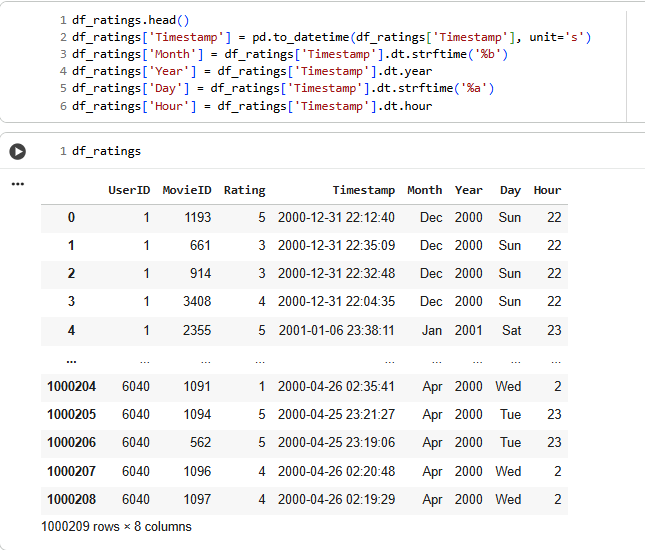 1 df_ratings.head()
2 df_ratings['Timestamp'] = pd.to_datetime(df_ratings['Timestamp'], unit='s')
3 df_ratings['Month'] = df_ratings['Timestamp'].dt.strftime('%b')
4 df_ratings['Year'] = df_ratings['Timestamp'].dt.year
5 df_ratings['Day'] = df_ratings['Timestamp'].dt.strftime('%a')
6 df_ratings['Hour'] = df_ratings['Timestamp'].dt.hour
1 df_ratings
UserID MovieID Rating Timestamp Month Year Day Hour
0 1 1193 5 2000-12-31 22:12:40 Dec 2000 Sun 22
1 1 661 3 2000-12-31 22:35:09 Dec 2000 Sun 22
2 1 914 3 2000-12-31 22:32:48 Dec 2000 Sun 22
3 1 3408 4 2000-12-31 22:04:35 Dec 2000 Sun 22
4 1 2355 5 2001-01-06 23:38:11 Jan 2001 Sat 23
... ... ... ... ... ... ... ... ...
1000204 6040 1091 1 2000-04-26 02:35:41 Apr 2000 Wed 2
1000205 6040 1094 5 2000-04-25 23:21:27 Apr 2000 Tue 23
1000206 6040 562 5 2000-04-25 23:19:06 Apr 2000 Tue 23
1000207 6040 1096 4 2000-04-26 02:20:48 Apr 2000 Wed 2
1000208 6040 1097 4 2000-04-26 02:19:29 Apr 2000 Wed 2
1000209 rows × 8 columns